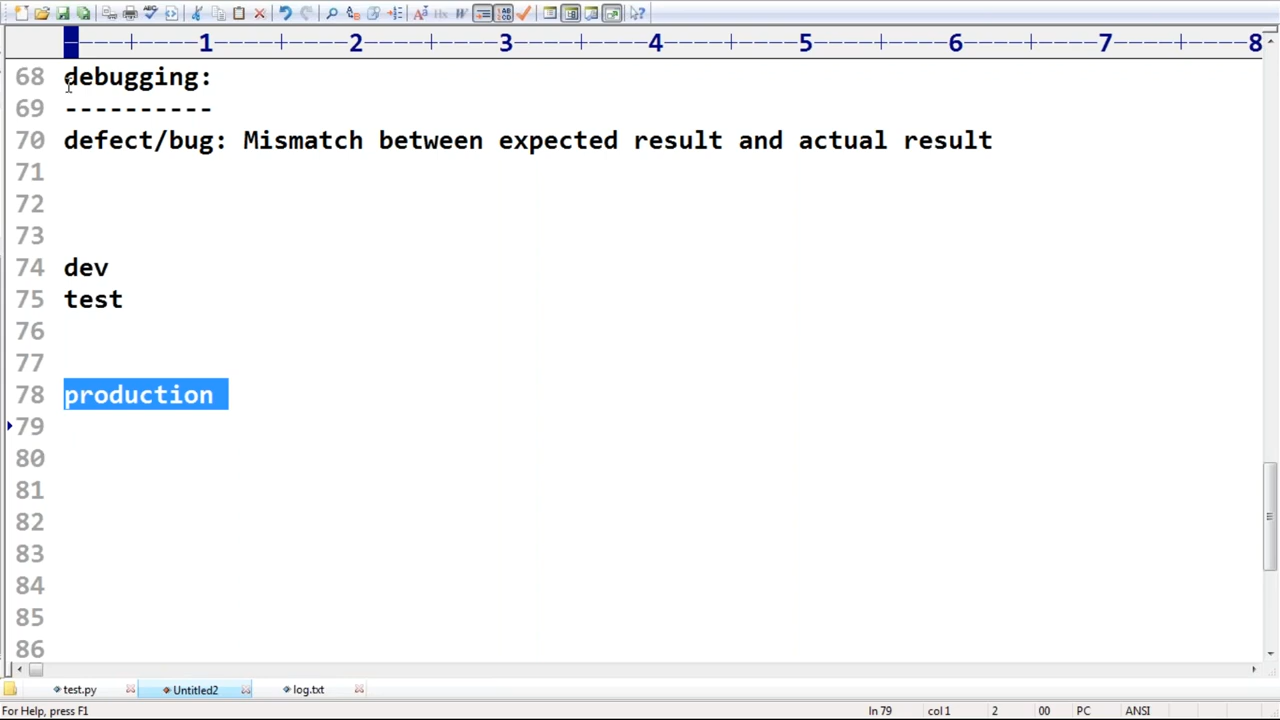 1 2 3 4 5 6 7 8
68 debugging:
69 ----------
70 defect/bug: Mismatch between expected result and actual result
71
72
73
74 dev
75 test
76
77
78 production
79
80
81
82
83
84
85
86
test.py Untitled2 log.txt
For Help, press F1 ln 79 col 1 2 00 PC ANSI